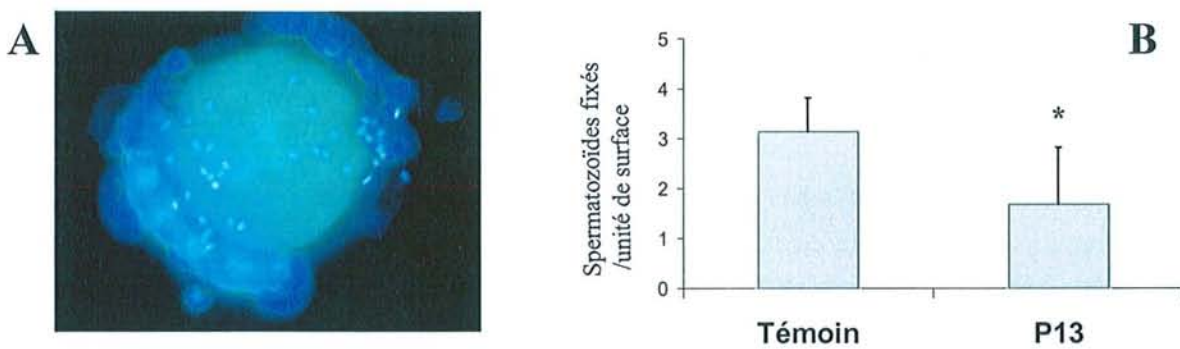 A
B
Spermatozoïdes fixés
/unité de surface
5
4
3
2
1
0
*
Témoin
P13